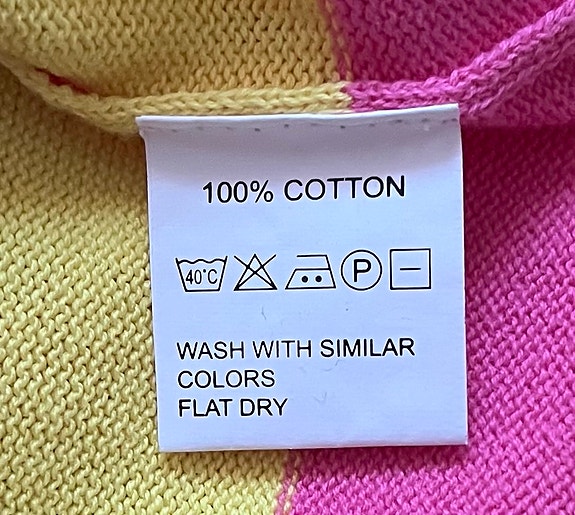 100% COTTON
40°C P
WASH WITH SIMILAR
COLORS
FLAT DRY